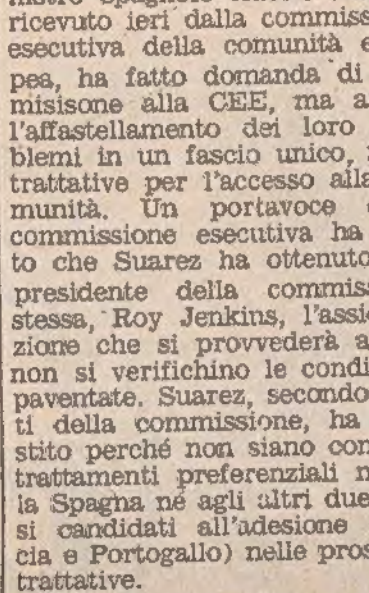 nistro spagnolo
ricevuto ieri dalla commiss
esecutiva della comunità e
pea, ha fatto domanda di
misisone alla CEE, ma a
l'affastellamento dei loro
blemi in un fascio unico,
trattative per l'accesso alla
munità. Un portavoce
commissione esecutiva ha
to che Suarez ha ottenuto
presidente della commiss
stessa, Roy Jenkins, l'assic
zione che si provvederà a
non si verifichino le condi
paventate. Suarez, secondo
ti della commissione, ha
stito perché non siano con
trattamenti preferenziali n
la Spagna né agli altri due
si candidati all'adesione
cia e Portogallo) nelle pros
trattative.